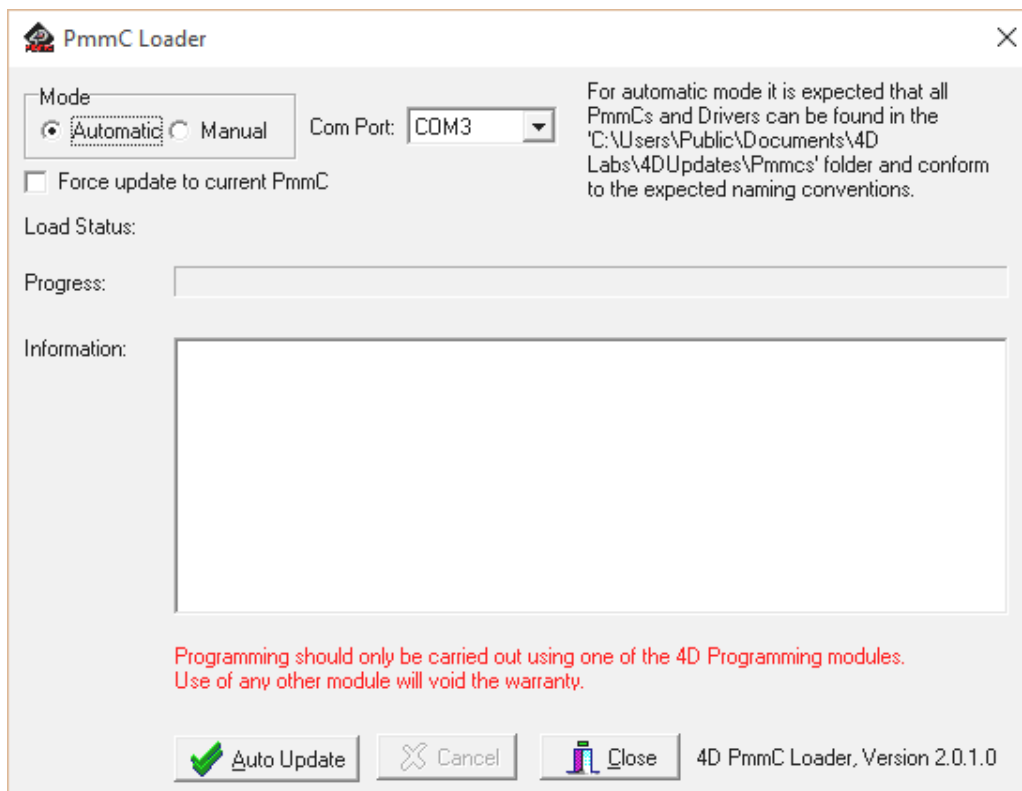 PmmC Loader
Mode
Automatic
Manual
Com Port:
COM3
For automatic mode it is expected that all
PmmCs and Drivers can be found in the
'C:\Users\Public\Documents\4D
Labs\4DUpdates\Pmmcs' folder and conform
to the expected naming conventions.
Force update to current PmmC
Load Status:
Progress:
Information:
Programming should only be carried out using one of the 4D Programming modules.
Use of any other module will void the warranty.
Auto Update
Cancel
Close
4D PmmC Loader, Version 2.0.1.0